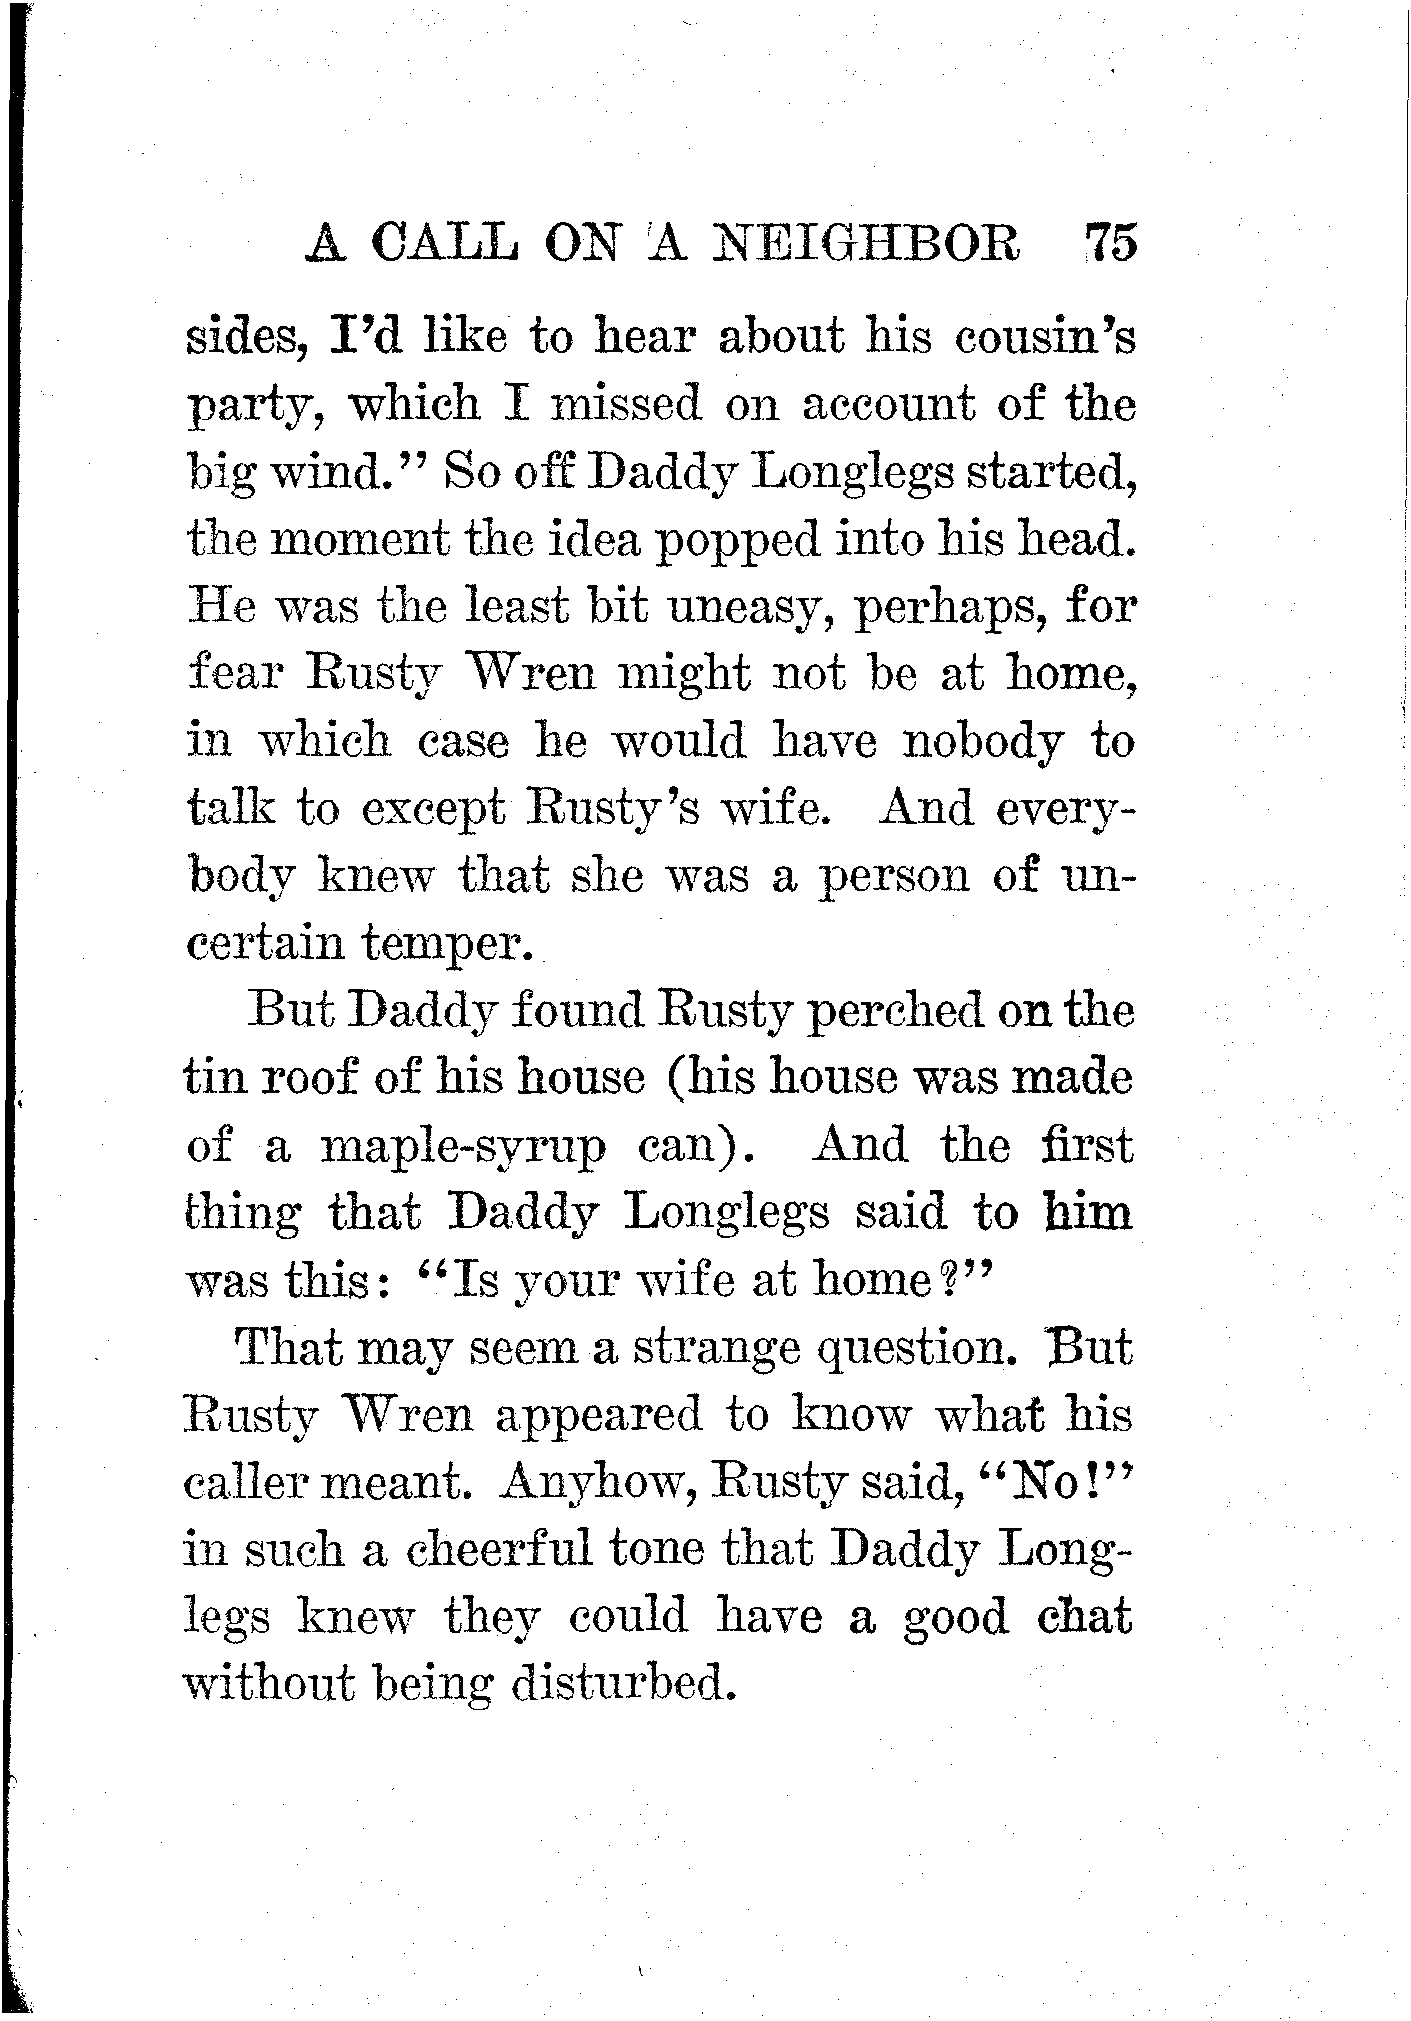 A CALL ON A NEIGHBOR 75
sides, I'd like to hear about his cousin's
party, which I missed on account of the
big wind." So off Daddy Longlegs started,
the moment the idea popped into his head.
He was the least bit uneasy, perhaps, for
fear Rusty Wren might not be at home,
in which case he would have nobody to
talk to except Rusty's wife. And every-
body knew that she was a person of un-
certain temper.
But Daddy found Rusty perched on the
tin roof of his house (his house was made
of a maple-syrup can). And the first
thing that Daddy Longlegs said to him
was this: "Is your wife at home?"
That may seem a strange question. But
Rusty Wren appeared to know what his
caller meant. Anyhow, Rusty said, "No!"
in such a cheerful tone that Daddy Long-
legs knew they could have a good chat
without being disturbed.